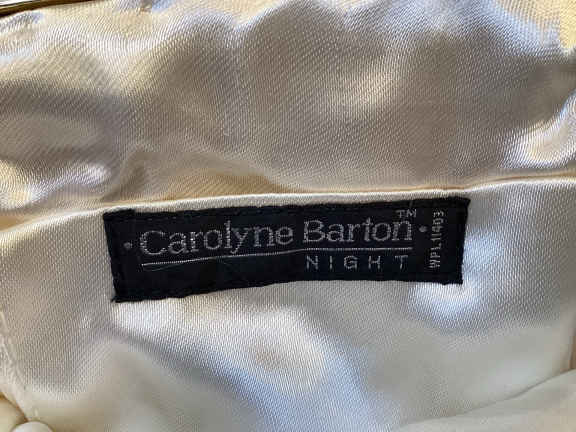 • Carolyne Barton™ •
NIGHT
WPL11403